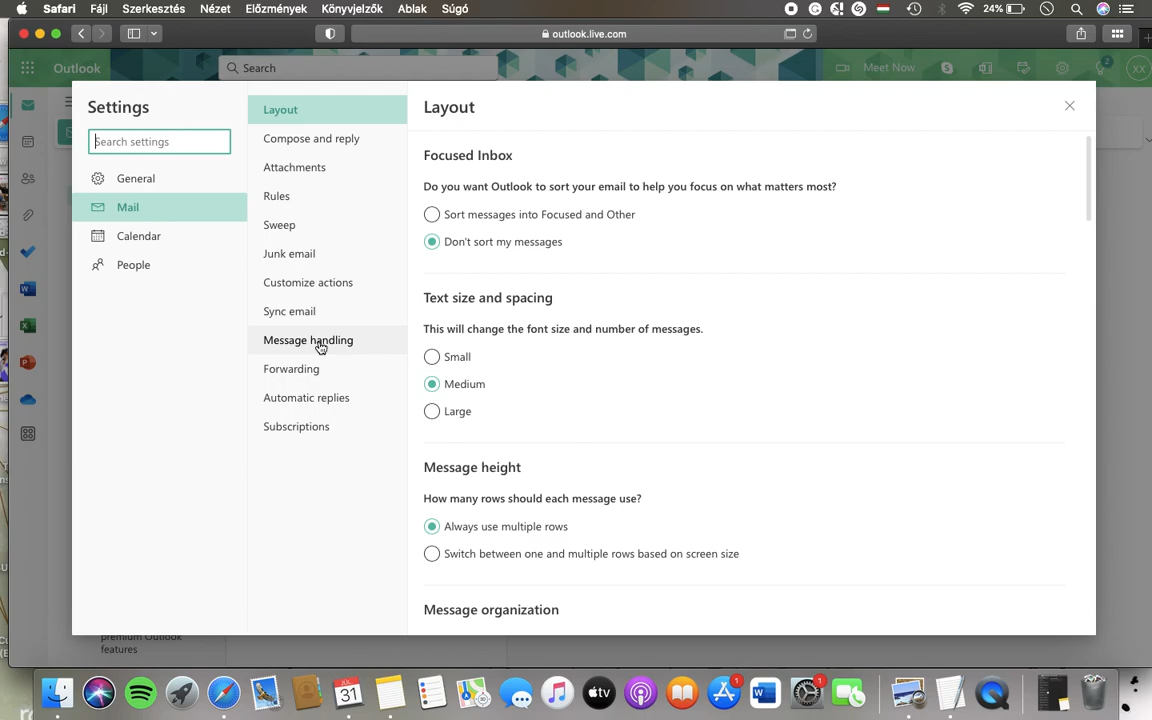 Safari Fájl Szerkesztés Nézet Előzmények Könyvjelzők Ablak Súgó 24%
outlook.live.com
Outlook Search Meet Now 2 XX
Settings
Search settings
General
Mail
Calendar
People
Layout
Compose and reply
Attachments
Rules
Sweep
Junk email
Customize actions
Sync email
Message handling
Forwarding
Automatic replies
Subscriptions
Layout
Focused Inbox
Do you want Outlook to sort your email to help you focus on what matters most?
Sort messages into Focused and Other
Don't sort my messages
Text size and spacing
This will change the font size and number of messages.
Small
Medium
Large
Message height
How many rows should each message use?
Always use multiple rows
Switch between one and multiple rows based on screen size
Message organization
premium Outlook
features
JÚL
31
tv
1
1